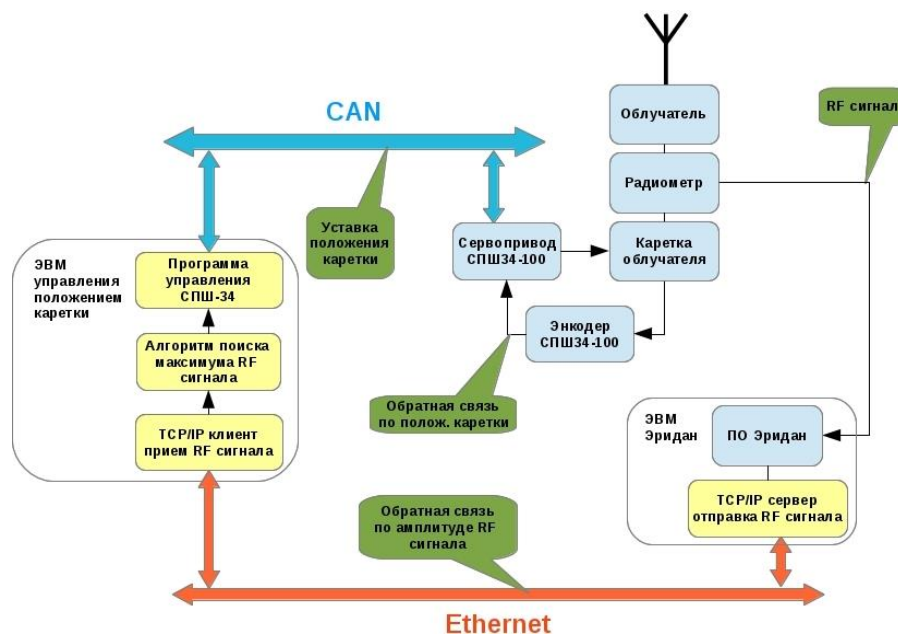 CAN
Облучатель
RF сигнал
Радиометр
Уставка
положения
каретки
Сервопривод
СПШ34-100
Каретка
облучателя
ЭВМ
управления
положением
каретки
Программа
управления
СПШ-34
Энкодер
СПШ34-100
Алгоритм поиска
максимума RF
сигнала
Обратная связь
по полож. каретки
TCP/IP клиент
прием RF сигнала
ЭВМ
Эридан
ПО Эридан
TCP/IP сервер
отправка RF сигнала
Обратная связь
по амплитуде RF
сигнала
Ethernet